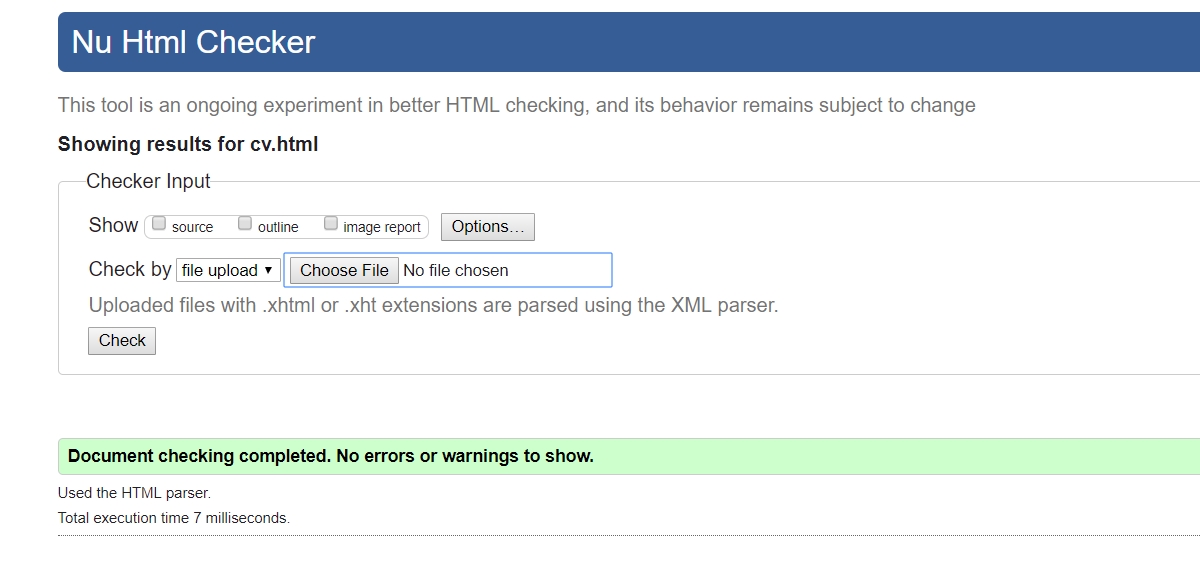 Nu Html Checker
This tool is an ongoing experiment in better HTML checking, and its behavior remains subject to change
Showing results for cv.html
Checker Input
Show source outline image report Options...
Check by file upload Choose File No file chosen
Uploaded files with .xhtml or .xht extensions are parsed using the XML parser.
Check
Document checking completed. No errors or warnings to show.
Used the HTML parser.
Total execution time 7 milliseconds.